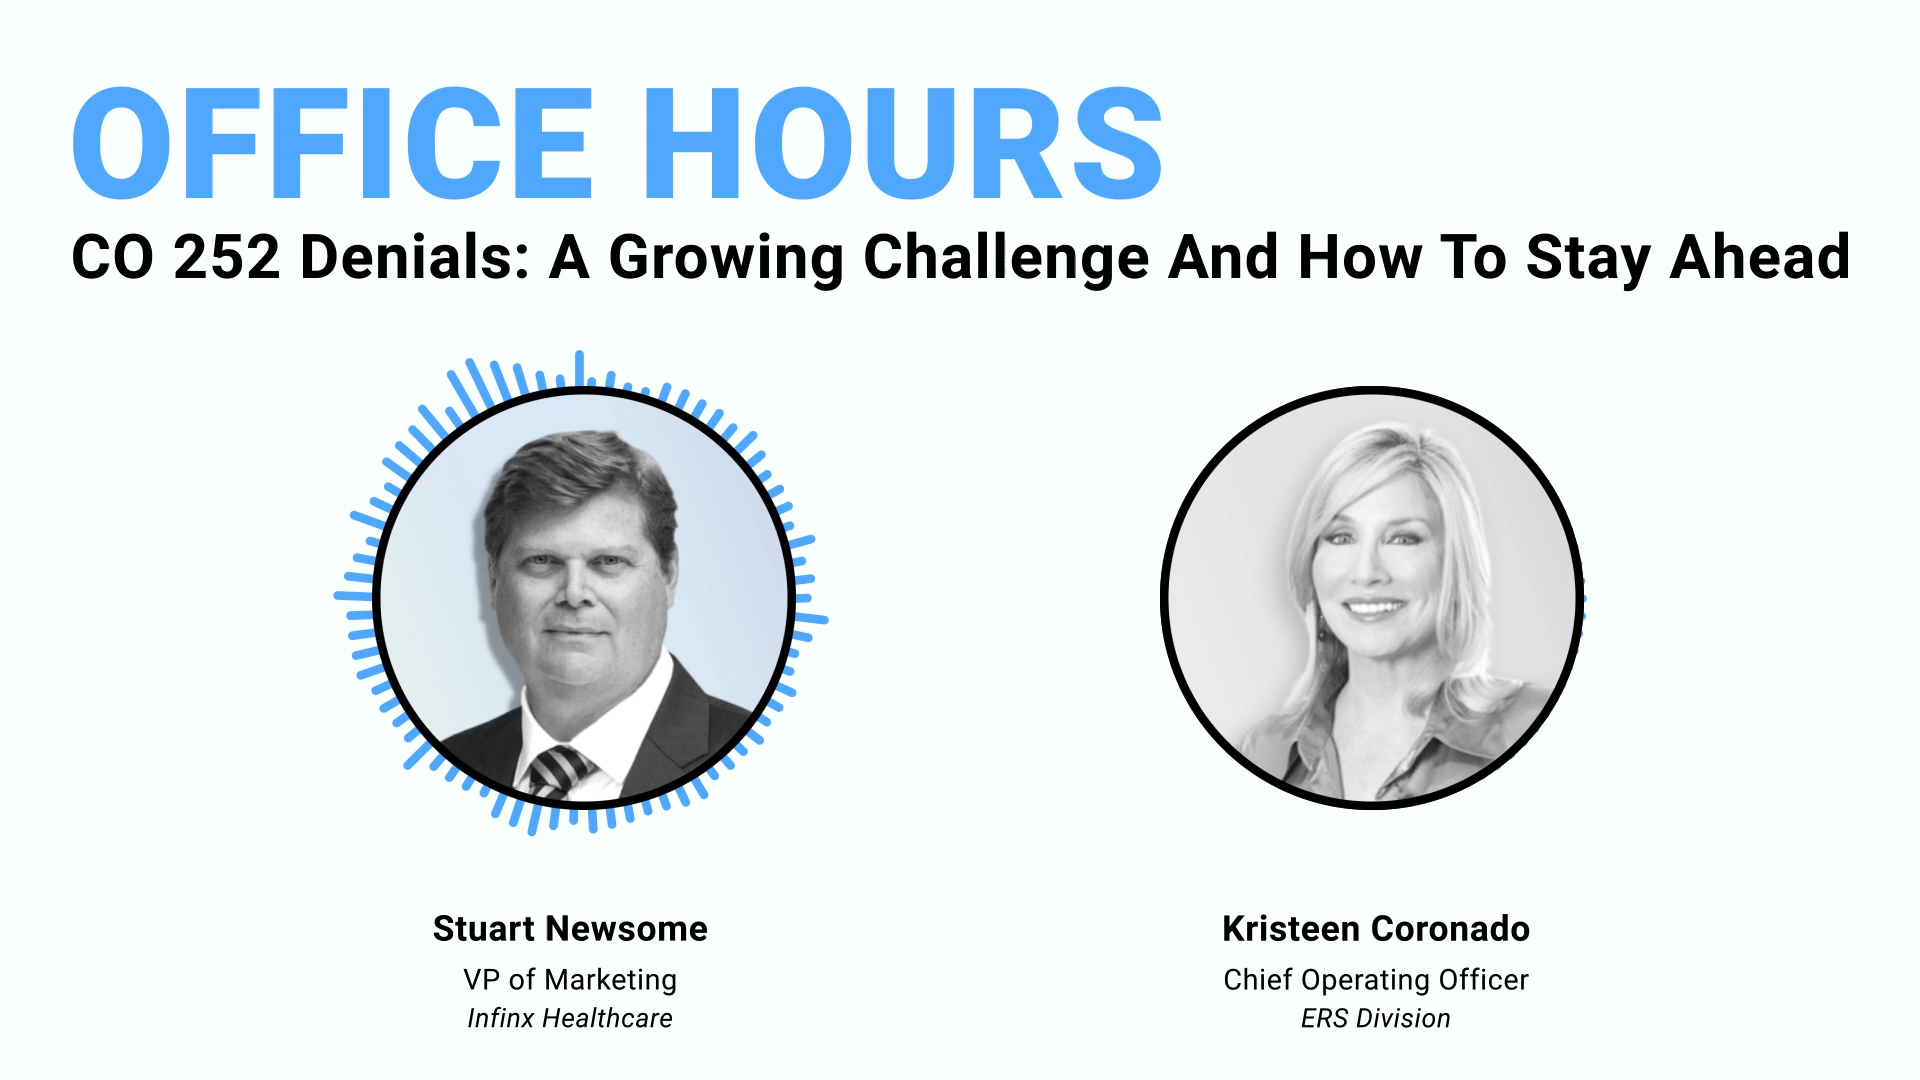 OFFICE HOURS
CO 252 Denials: A Growing Challenge And How To Stay Ahead
Stuart Newsome
VP of Marketing
Infinx Healthcare
Kristeen Coronado
Chief Operating Officer
ERS Division